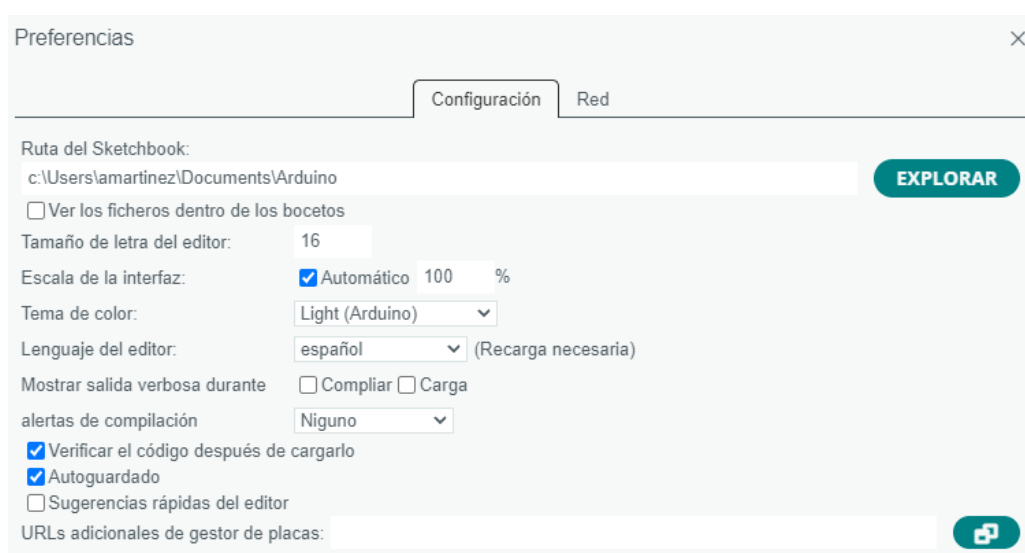 Preferencias
Configuración Red
Ruta del Sketchbook:
c:\Users\amartinez\Documents\Arduino EXPLORAR
Ver los ficheros dentro de los bocetos
Tamaño de letra del editor: 16
Escala de la interfaz: Automático 100 %
Tema de color: Light (Arduino)
Lenguaje del editor: español (Recarga necesaria)
Mostrar salida verbosa durante Compliar Carga
alertas de compilación Niguno
Verificar el código después de cargarlo
Autoguardado
Sugerencias rápidas del editor
URLs adicionales de gestor de placas: